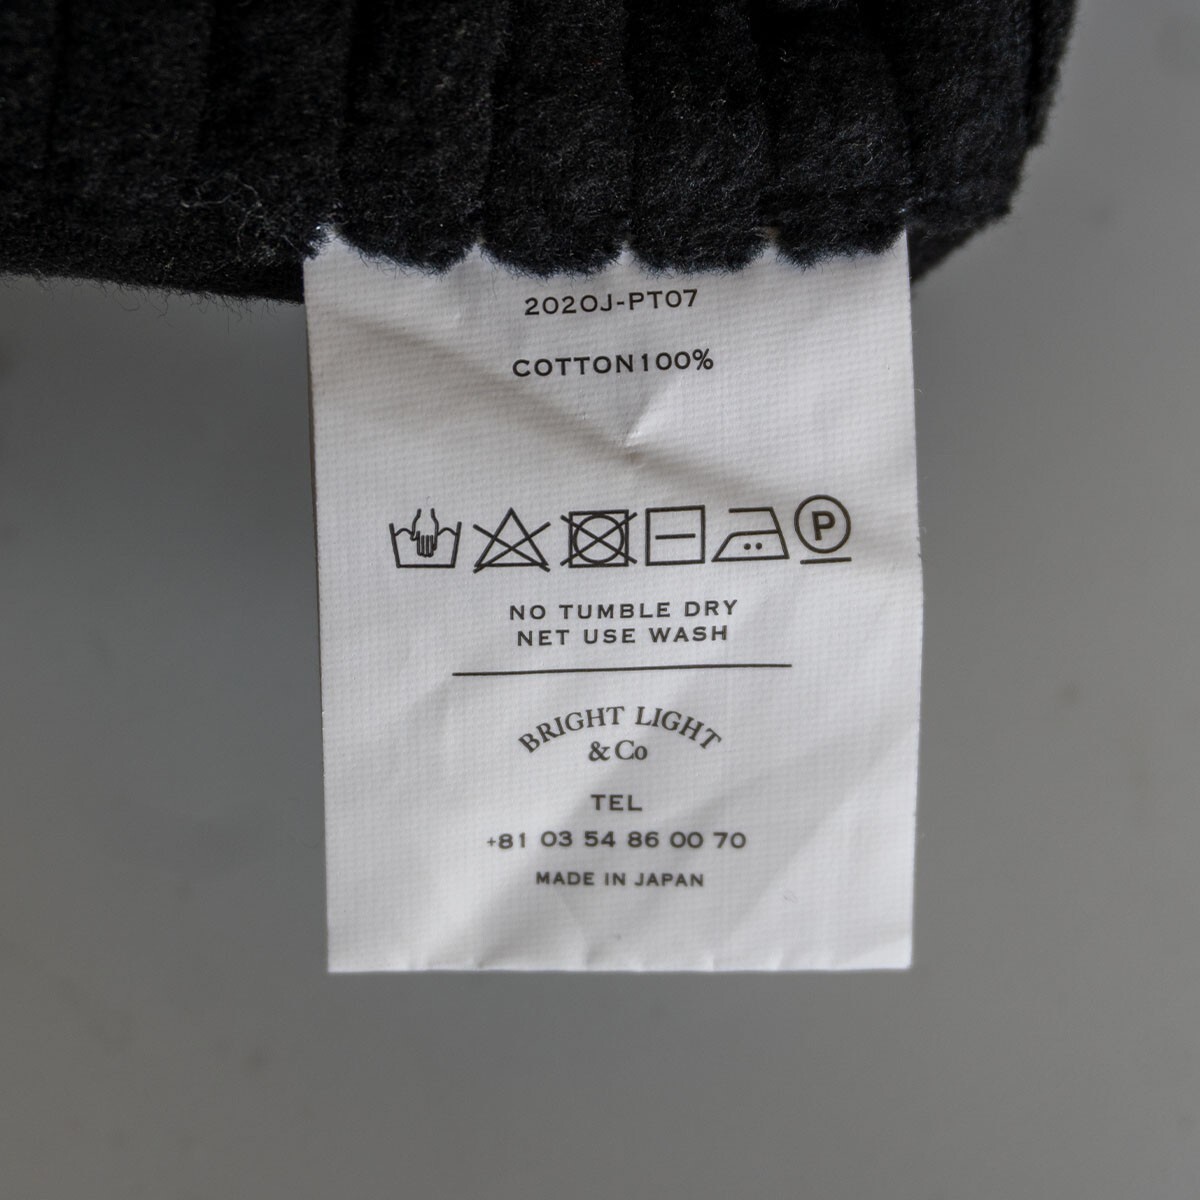 2020J-PT07
COTTON100%
P
NO TUMBLE DRY
NET USE WASH
BRIGHT LIGHT
& Co
TEL
+81 03 54 86 00 70
MADE IN JAPAN